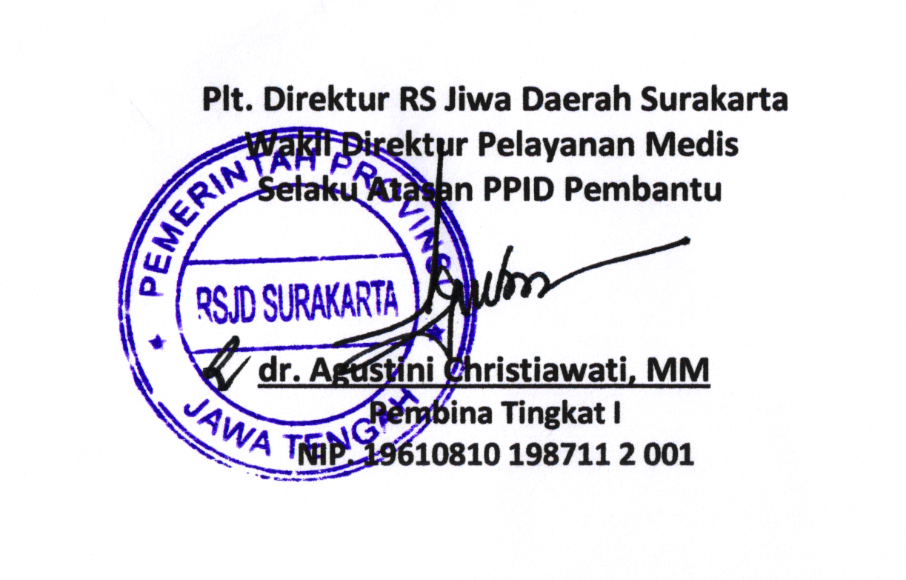 Plt. Direktur RS Jiwa Daerah Surakarta
Wakil Direktur Pelayanan Medis
Selaku Atasan PPID Pembantu
PEMERINTAH PROVINSI
RSJD SURAKARTA
JAWA TENGAH
dr. Agustini Christiawati, MM
Pembina Tingkat I
NIP. 19610810 198711 2 001